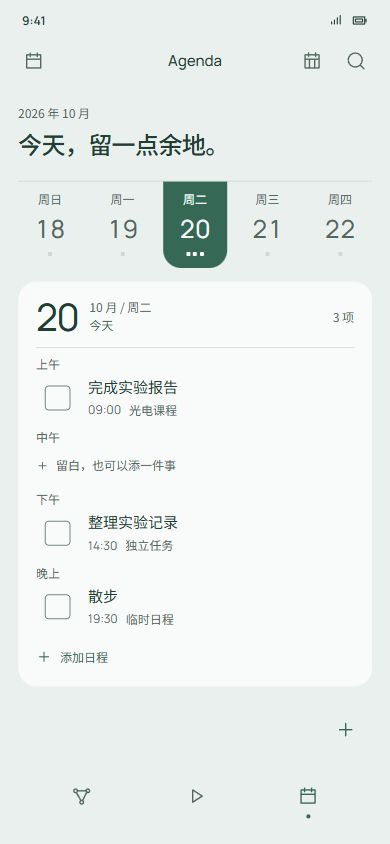 9:41
Agenda
2026 年 10 月
今天，留一点余地。
周日 周一 周二 周三 周四
18 19 20 21 22
20
10 月 / 周二
今天
3 项
上午
完成实验报告
09:00 光电课程
中午
+ 留白，也可以添一件事
下午
整理实验记录
14:30 独立任务
晚上
散步
19:30 临时日程
+ 添加日程